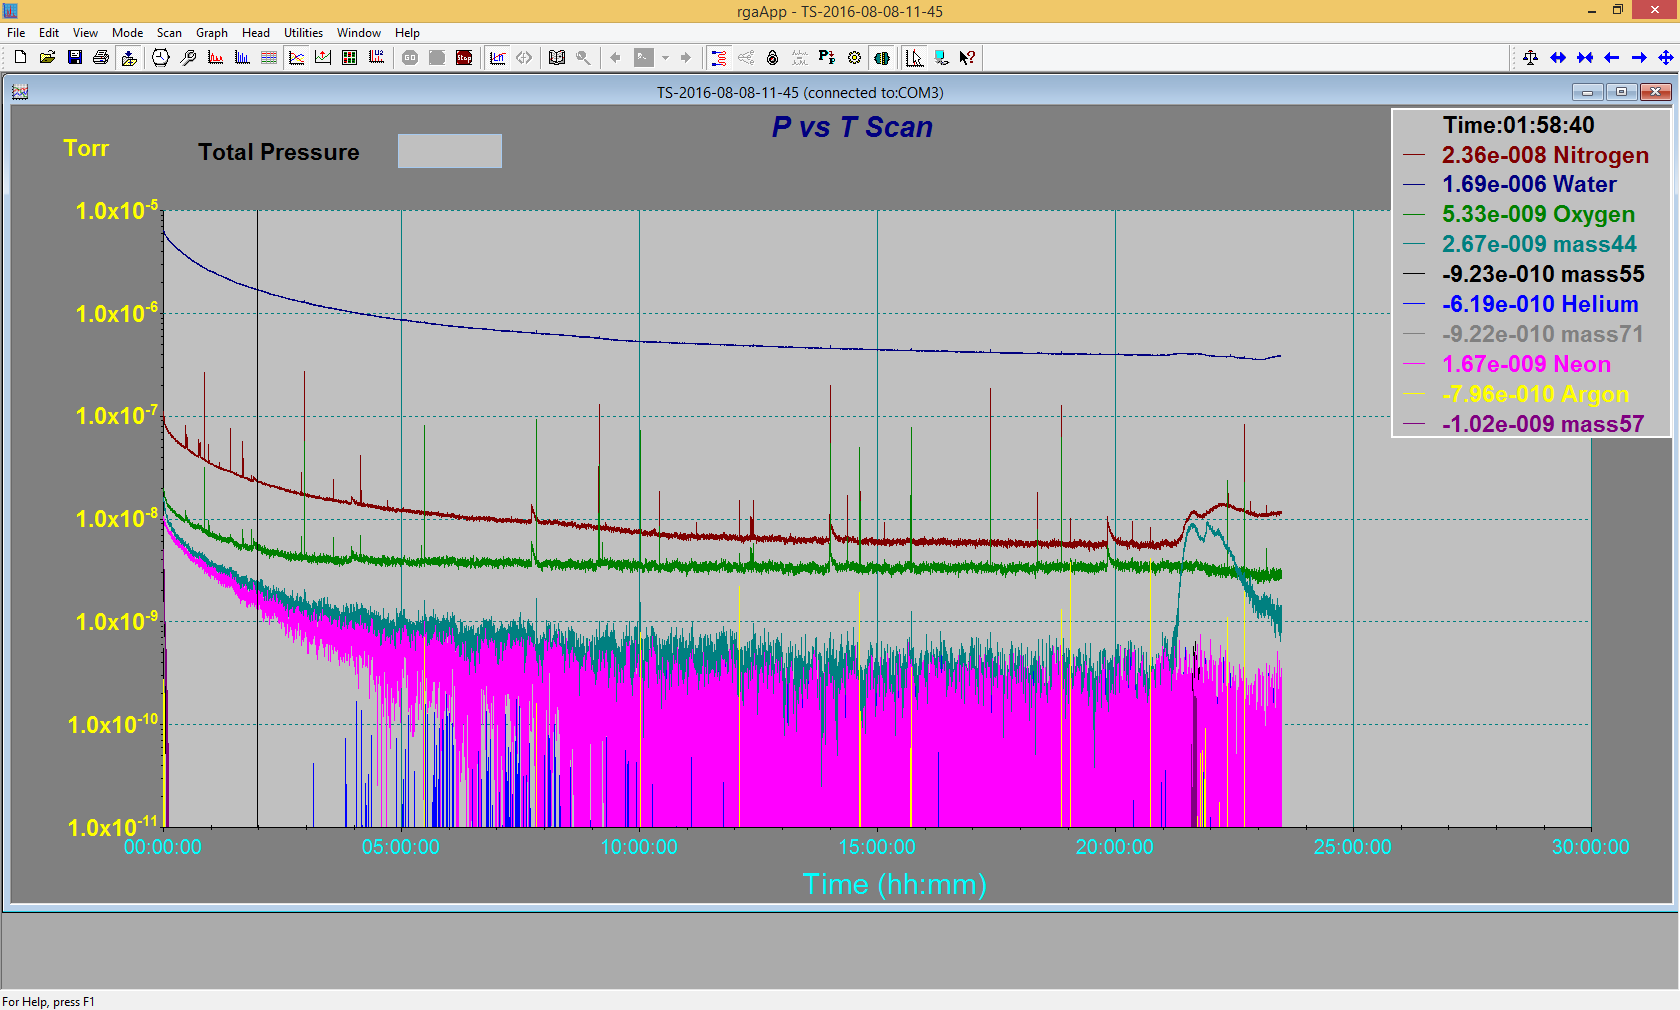 rgaApp - TS-2016-08-08-11-45
File Edit View Mode Scan Graph Head Utilities Window Help
TS-2016-08-08-11-45 (connected to:COM3)
P vs T Scan
Torr
Total Pressure
Time:01:58:40
2.36e-008 Nitrogen
1.69e-006 Water
5.33e-009 Oxygen
2.67e-009 mass44
-9.23e-010 mass55
-6.19e-010 Helium
-9.22e-010 mass71
1.67e-009 Neon
-7.96e-010 Argon
-1.02e-009 mass57
1.0x10-5
1.0x10-6
1.0x10-7
1.0x10-8
1.0x10-9
1.0x10-10
1.0x10-11
00:00:00 05:00:00 10:00:00 15:00:00 20:00:00 25:00:00 30:00:00
Time (hh:mm)
For Help, press F1